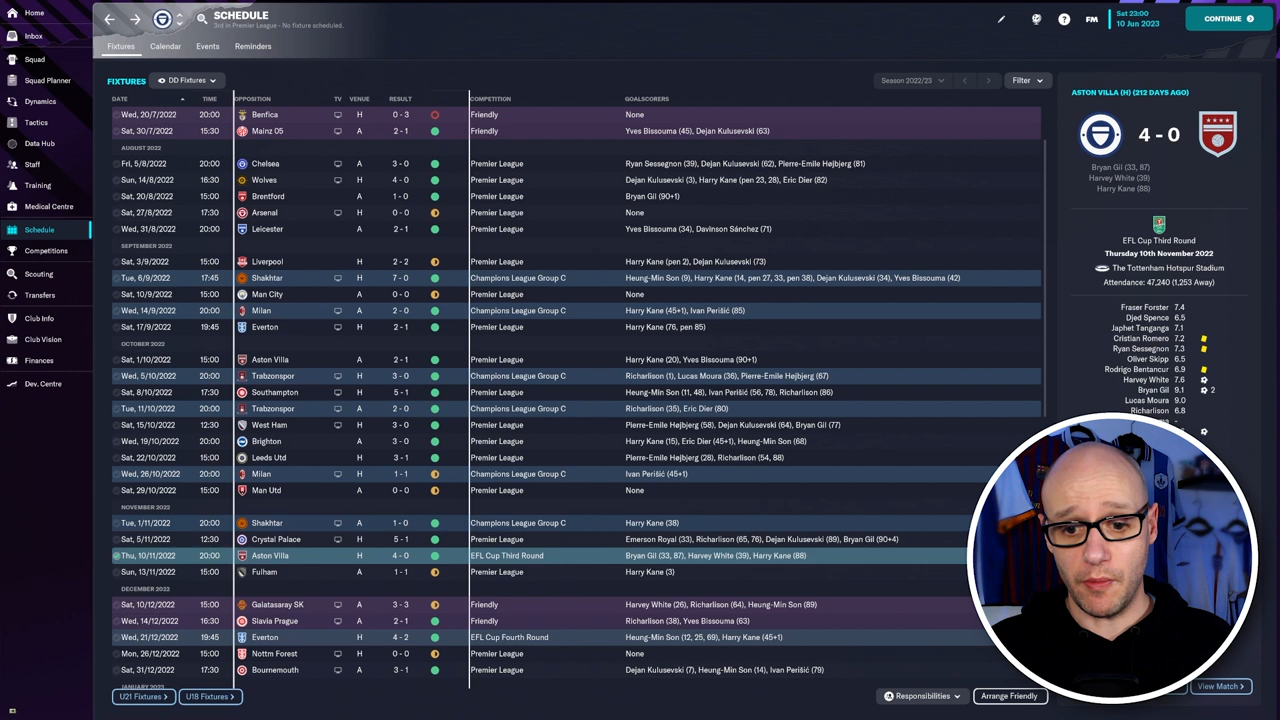 Home
Inbox
Squad
Squad Planner
Dynamics
Tactics
Data Hub
Staff
Training
Medical Centre
Schedule
Competitions
Scouting
Transfers
Club Info
Club Vision
Finances
Dev. Centre
SCHEDULE
3rd in Premier League - No fixture scheduled.
FM Sat 23:00
10 Jun 2023
CONTINUE
Fixtures Calendar Events Reminders
FIXTURES DD Fixtures Season 2022/23 Filter
DATE TIME OPPOSITION TV VENUE RESULT COMPETITION GOALSCORERS
Wed, 20/7/2022 20:00 Benfica H 0 - 3 Friendly None
Sat, 30/7/2022 15:30 Mainz 05 A 2 - 1 Friendly Yves Bissouma (45), Dejan Kulusevski (63)
AUGUST 2022
Fri, 5/8/2022 20:00 Chelsea A 3 - 0 Premier League Ryan Sessegnon (39), Dejan Kulusevski (62), Pierre-Emile Højbjerg (81)
Sun, 14/8/2022 16:30 Wolves H 4 - 1 Premier League Dejan Kulusevski (3), Harry Kane (pen 23, 28), Eric Dier (82)
Sat, 20/8/2022 15:00 Brentford A 1 - 0 Premier League Bryan Gil (90+1)
Sat, 27/8/2022 17:30 Arsenal H 0 - 0 Premier League None
Wed, 31/8/2022 20:00 Leicester A 2 - 1 Premier League Yves Bissouma (34), Davinson Sánchez (71)
SEPTEMBER 2022
Sat, 3/9/2022 15:00 Liverpool H 2 - 2 Premier League Harry Kane (pen 2), Dejan Kulusevski (73)
Tue, 6/9/2022 17:45 Shakhtar H 7 - 0 Champions League Group C Heung-Min Son (9), Harry Kane (14, pen 27, 33, pen 38), Dejan Kulusevski (34), Yves Bissouma (42)
Sat, 10/9/2022 15:00 Man City A 0 - 0 Premier League None
Wed, 14/9/2022 20:00 Milan A 2 - 0 Champions League Group C Harry Kane (45+1), Ivan Perišić (85)
Sat, 17/9/2022 19:45 Everton H 2 - 1 Premier League Harry Kane (76, pen 85)
OCTOBER 2022
Sat, 1/10/2022 15:00 Aston Villa A 2 - 1 Premier League Harry Kane (20), Yves Bissouma (90+1)
Wed, 5/10/2022 20:00 Trabzonspor H 3 - 0 Champions League Group C Richarlison (1), Lucas Moura (36), Pierre-Emile Højbjerg (67)
Sat, 8/10/2022 17:30 Southampton H 5 - 1 Premier League Heung-Min Son (11, 48), Ivan Perišić (56, 78), Richarlison (86)
Tue, 11/10/2022 20:00 Trabzonspor A 2 - 0 Champions League Group C Richarlison (35), Eric Dier (80)
Sat, 15/10/2022 12:30 West Ham H 3 - 0 Premier League Pierre-Emile Højbjerg (58), Dejan Kulusevski (64), Bryan Gil (77)
Wed, 19/10/2022 20:00 Brighton A 3 - 0 Premier League Harry Kane (15), Eric Dier (45+1), Heung-Min Son (68)
Sat, 22/10/2022 15:00 Leeds Utd H 3 - 1 Premier League Pierre-Emile Højbjerg (28), Richarlison (54, 88)
Wed, 26/10/2022 20:00 Milan H 1 - 1 Champions League Group C Ivan Perišić (45+1)
Sat, 29/10/2022 15:00 Man Utd A 0 - 0 Premier League None
NOVEMBER 2022
Tue, 1/11/2022 20:00 Shakhtar A 1 - 0 Champions League Group C Harry Kane (38)
Sat, 5/11/2022 12:30 Crystal Palace H 5 - 1 Premier League Emerson Royal (33), Richarlison (65, 76), Heung-Min Son (89), Bryan Gil (90+4)
Thu, 10/11/2022 20:00 Aston Villa H 4 - 0 EFL Cup Third Round Bryan Gil (33, 87), Harvey White (39), Harry Kane (88)
Sun, 13/11/2022 15:00 Fulham A 1 - 1 Premier League Harry Kane (3)
DECEMBER 2022
Sat, 10/12/2022 15:00 Galatasaray SK A 3 - 3 Friendly Harvey White (26), Richarlison (64), Heung-Min Son (89)
Wed, 14/12/2022 16:30 Slavia Prague A 2 - 1 Friendly Richarlison (38), Yves Bissouma (63)
Wed, 21/12/2022 19:45 Everton H 4 - 2 EFL Cup Fourth Round Heung-Min Son (12, 25, 69), Harry Kane (45+1)
Mon, 26/12/2022 15:00 Nottm Forest H 0 - 0 Premier League None
Sat, 31/12/2022 17:30 Bournemouth A 3 - 1 Premier League Dejan Kulusevski (7), Heung-Min Son (14), Ivan Perišić (79)
JANUARY 2023
U21 Fixtures U18 Fixtures Responsibilities Arrange Friendly
ASTON VILLA (H) (212 DAYS AGO)
4 - 0
Bryan Gil (33, 87)
Harvey White (39)
Harry Kane (88)
EFL Cup Third Round
Thursday 10th November 2022
The Tottenham Hotspur Stadium
Attendance: 47,240 (1,253 Away)
Fraser Forster 7.4
Djed Spence 6.5
Japhet Tanganga 7.1
Cristian Romero 7.2
Ryan Sessegnon 7.3
Oliver Skipp 6.5
Rodrigo Bentancur 6.9
Harvey White 7.6
Bryan Gil 9.1 2
Lucas Moura 9.0
Richarlison 6.8
View Match